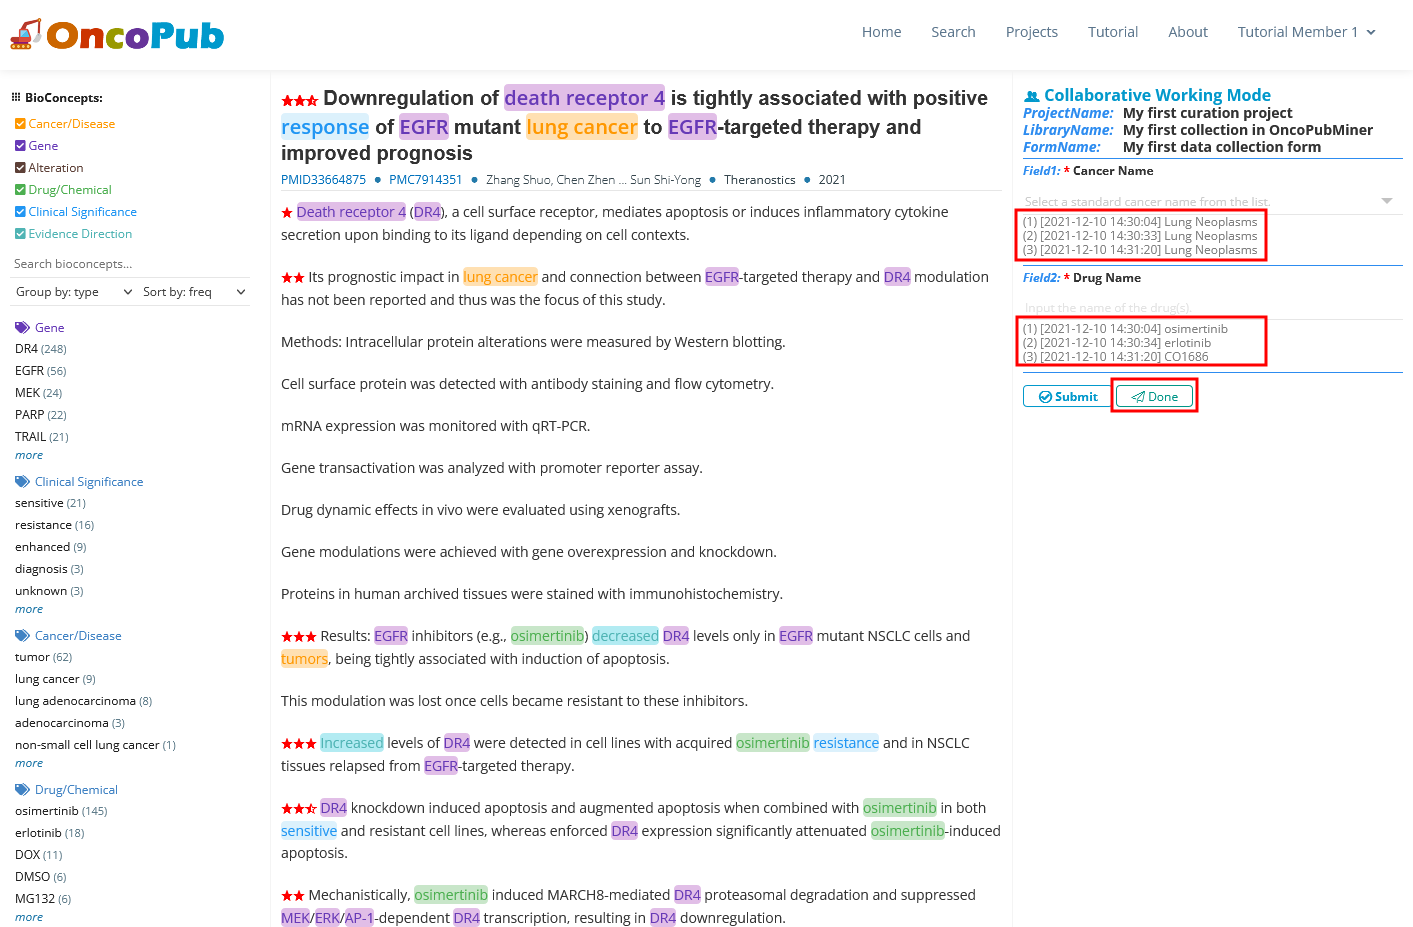 OncoPub
Home Search Projects Tutorial About Tutorial Member 1
BioConcepts:
Cancer/Disease
Gene
Alteration
Drug/Chemical
Clinical Significance
Evidence Direction
Search bioconcepts...
Group by: type Sort by: freq
Gene
DR4 (248)
EGFR (56)
MEK (24)
PARP (22)
TRAIL (21)
more
Clinical Significance
sensitive (21)
resistance (16)
enhanced (9)
diagnosis (3)
unknown (3)
more
Cancer/Disease
tumor (62)
lung cancer (9)
lung adenocarcinoma (8)
adenocarcinoma (3)
non-small cell lung cancer (1)
more
Drug/Chemical
osimertinib (145)
erlotinib (18)
DOX (11)
DMSO (6)
MG132 (6)
more
Downregulation of death receptor 4 is tightly associated with positive
response of EGFR mutant lung cancer to EGFR-targeted therapy and
improved prognosis
PMID33664875 ● PMC7914351 ● Zhang Shuo, Chen Zhen ... Sun Shi-Yong ● Theranostics ● 2021
★ Death receptor 4 (DR4), a cell surface receptor, mediates apoptosis or induces inflammatory cytokine
secretion upon binding to its ligand depending on cell contexts.
★★ Its prognostic impact in lung cancer and connection between EGFR-targeted therapy and DR4 modulation
has not been reported and thus was the focus of this study.
Methods: Intracellular protein alterations were measured by Western blotting.
Cell surface protein was detected with antibody staining and flow cytometry.
mRNA expression was monitored with qRT-PCR.
Gene transactivation was analyzed with promoter reporter assay.
Drug dynamic effects in vivo were evaluated using xenografts.
Gene modulations were achieved with gene overexpression and knockdown.
Proteins in human archived tissues were stained with immunohistochemistry.
★★★ Results: EGFR inhibitors (e.g., osimertinib) decreased DR4 levels only in EGFR mutant NSCLC cells and
tumors, being tightly associated with induction of apoptosis.
This modulation was lost once cells became resistant to these inhibitors.
★★★ Increased levels of DR4 were detected in cell lines with acquired osimertinib resistance and in NSCLC
tissues relapsed from EGFR-targeted therapy.
DR4 knockdown induced apoptosis and augmented apoptosis when combined with osimertinib in both
sensitive and resistant cell lines, whereas enforced DR4 expression significantly attenuated osimertinib-induced
apoptosis.
★★ Mechanistically, osimertinib induced MARCH8-mediated DR4 proteasomal degradation and suppressed
MEK/ERK/AP-1-dependent DR4 transcription, resulting in DR4 downregulation.
Collaborative Working Mode
ProjectName: My first curation project
LibraryName: My first collection in OncoPubMiner
FormName: My first data collection form
Field1: * Cancer Name
Select a standard cancer name from the list.
(1) [2021-12-10 14:30:04] Lung Neoplasms
(2) [2021-12-10 14:30:33] Lung Neoplasms
(3) [2021-12-10 14:31:20] Lung Neoplasms
Field2: * Drug Name
Input the name of the drug(s).
(1) [2021-12-10 14:30:04] osimertinib
(2) [2021-12-10 14:30:34] erlotinib
(3) [2021-12-10 14:31:20] CO1686
Submit Done